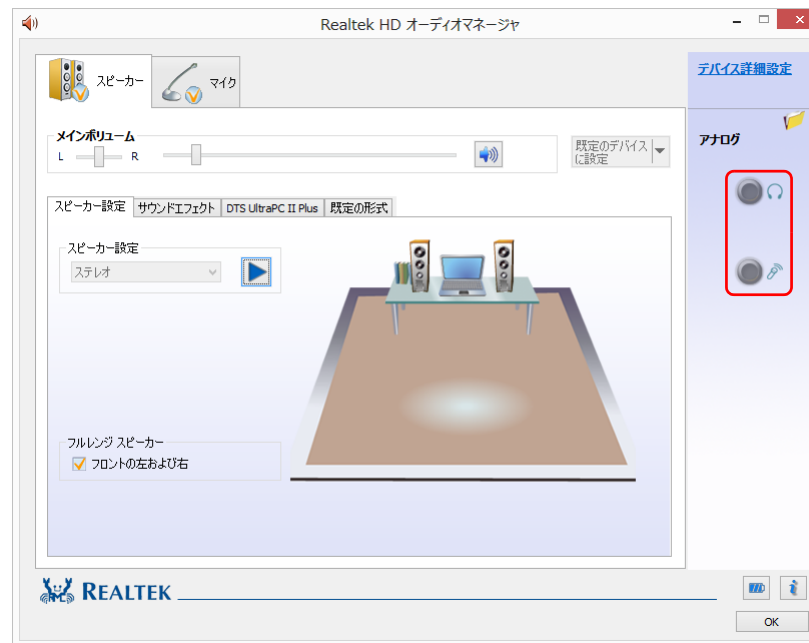 Realtek HD オーディオマネージャ
スピーカー
マイク
デバイス詳細設定
メインボリューム
L
R
既定のデバイス
に設定
アナログ
スピーカー設定
サウンドエフェクト
DTS UltraPC II Plus
既定の形式
スピーカー設定
ステレオ
フルレンジ スピーカー
フロントの左および右
REALTEK
OK